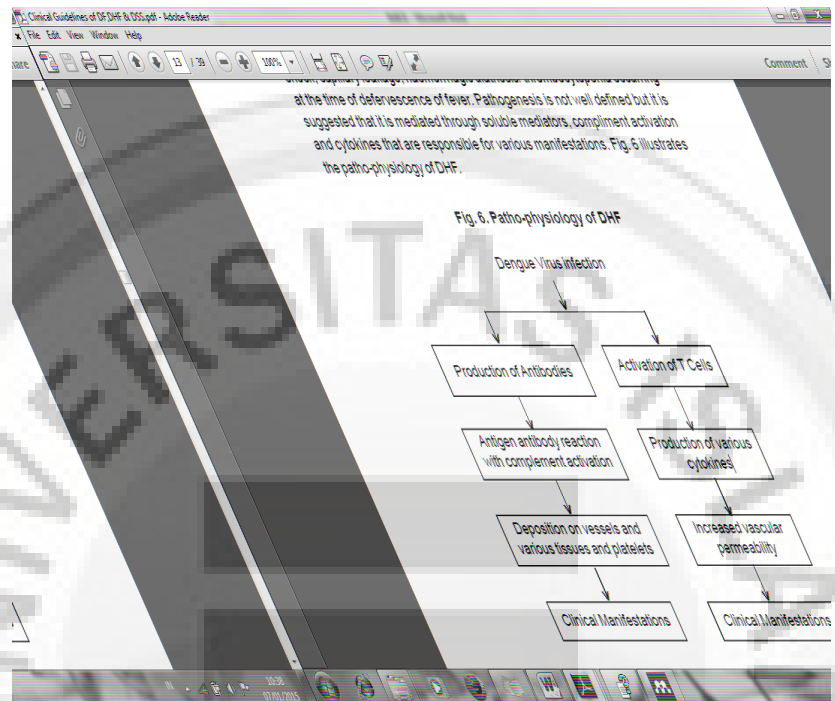 Clinical Guidelines of DF,DHF & DSS.pdf - Adobe Reader
File Edit View Window Help
13 / 39 100% Comment
at the time of defervescence of fever. Pathogenesis is not well defined but it is
suggested that it is mediated through soluble mediators, compliment activation
and cytokines that are responsible for various manifestations. Fig. 6 illustrates
the patho-physiology of DHF.
Fig. 6. Patho-physiology of DHF
Dengue Virus infection
Production of Antibodies
Activation of T Cells
Antigen antibody reaction
with complement activation
Production of various
cytokines
Deposition on vessels and
various tissues and platelets
Increased vascular
permeability
Clinical Manifestations
Clinical Manifestations
10:38
07/01/2015